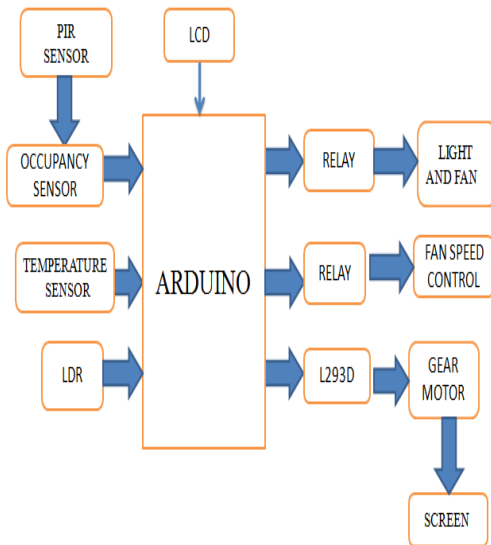 PIR
SENSOR
LCD
OCCUPANCY
SENSOR
RELAY
LIGHT
AND FAN
TEMPERATURE
SENSOR
ARDUINO
RELAY
FAN SPEED
CONTROL
LDR
L293D
GEAR
MOTOR
SCREEN